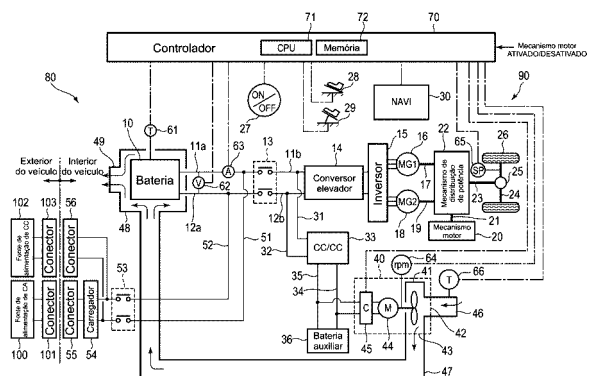 70
71
72
Controlador
CPU
Memória
Mecanismo motor
ATIVADO/DESATIVADO
80
90
ON
OFF
27
28
29
NAVI
30
10
T
61
49
11a
A
63
13
11b
14
15
16
65
22
26
Bateria
V
62
12a
12b
Conversor
elevador
Inversor
MG1
MG2
17
18
19
Mecanismo de
distribuição
de potência
SP
25
24
23
21
20
Mecanismo
motor
Exterior
do veículo
Interior
do veículo
48
102
103
56
Fonte de
alimentação de CC
Conector
Conector
52
51
53
31
32
CC/CC
33
35
34
Fonte de
alimentação de CA
Conector
Conector
Carregador
100
101
55
54
36
Bateria
auxiliar
40
rpm
64
41
T
66
C
M
45
44
43
42
46
47